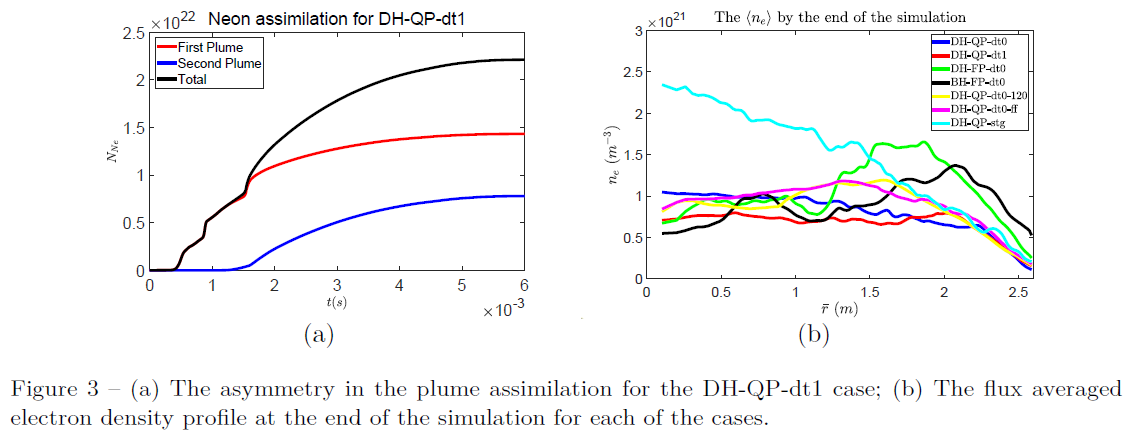 Neon assimilation for DH-QP-dt1
×10^22
2.5
2
1.5
1
0.5
0
N_Ne
First Plume
Second Plume
Total
0 1 2 3 4 5 6
t(s)
×10^-3
(a)
The ⟨n_e⟩ by the end of the simulation
×10^21
3
2.5
2
1.5
1
0.5
0
n_e (m^-3)
DH-QP-dt0
DH-QP-dt1
DH-FP-dt0
BH-FP-dt0
DH-QP-dt0-120
DH-QP-dt0-ff
DH-QP-stg
0 0.5 1 1.5 2 2.5
r̄ (m)
(b)
Figure 3 – (a) The asymmetry in the plume assimilation for the DH-QP-dt1 case; (b) The flux averaged
electron density profile at the end of the simulation for each of the cases.